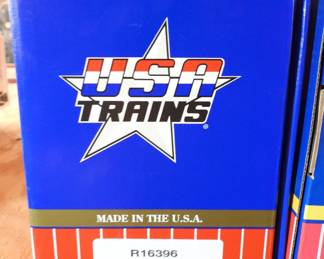 USA
TRAINS®
MADE IN THE U.S.A.
R16396